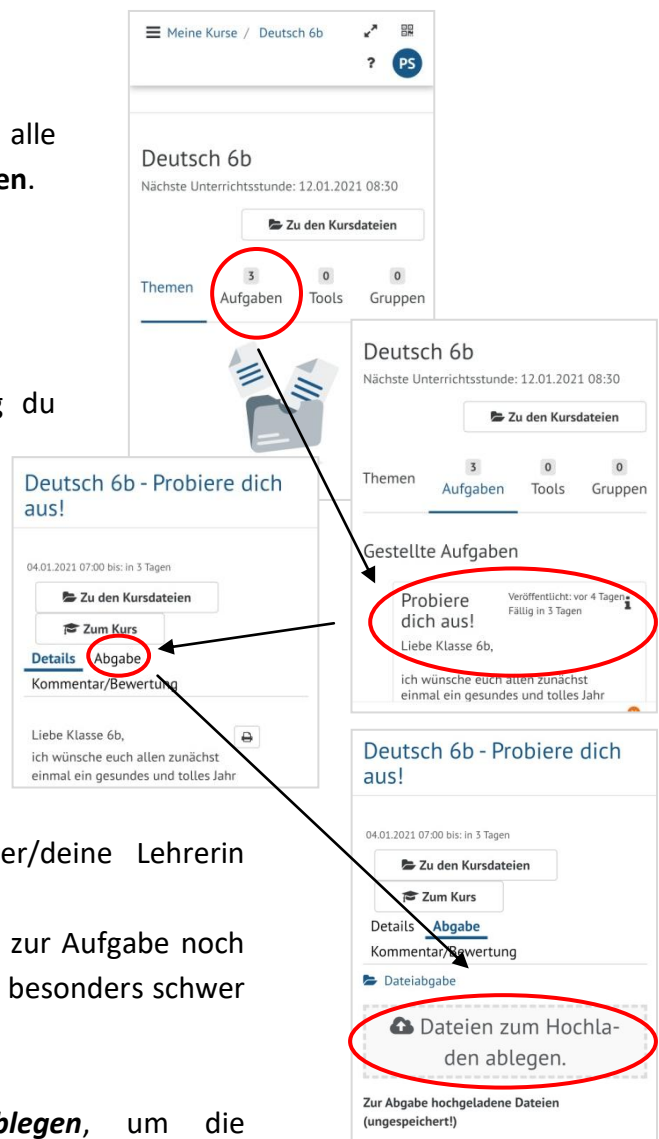 Meine Kurse / Deutsch 6b
? PS
Deutsch 6b
Nächste Unterrichtsstunde: 12.01.2021 08:30
Zu den Kursdateien
Themen
3
Aufgaben
0
Tools
0
Gruppen
alle
en.
du
Deutsch 6b
Nächste Unterrichtsstunde: 12.01.2021 08:30
Zu den Kursdateien
Themen
3
Aufgaben
0
Tools
0
Gruppen
Gestellte Aufgaben
Probiere
dich aus!
Veröffentlicht: vor 4 Tagen
Fällig in 3 Tagen
Liebe Klasse 6b,
ich wünsche euch allen zunächst
einmal ein gesundes und tolles Jahr
Deutsch 6b - Probiere dich
aus!
04.01.2021 07:00 bis: in 3 Tagen
Zu den Kursdateien
Zum Kurs
Details Abgabe
Kommentar/Bewertung
Liebe Klasse 6b,
ich wünsche euch allen zunächst
einmal ein gesundes und tolles Jahr
er/deine Lehrerin
zur Aufgabe noch
besonders schwer
blegen, um die
Deutsch 6b - Probiere dich
aus!
04.01.2021 07:00 bis: in 3 Tagen
Zu den Kursdateien
Zum Kurs
Details Abgabe
Kommentar/Bewertung
Dateiabgabe
Dateien zum Hochla-
den ablegen.
Zur Abgabe hochgeladene Dateien
(ungespeichert!)